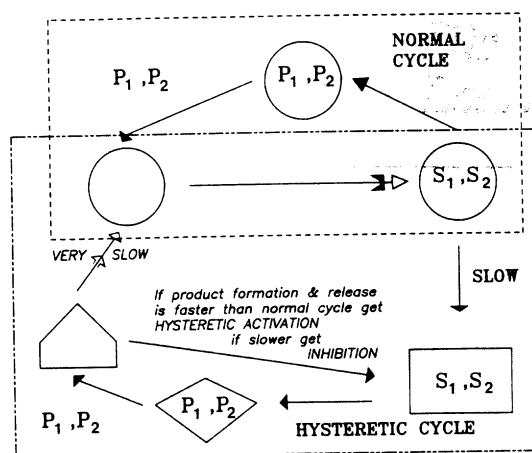 NORMAL
CYCLE
P₁ ,P₂
P₁ ,P₂
S₁ ,S₂
VERY SLOW
SLOW
If product formation & release
is faster than normal cycle get
HYSTERETIC ACTIVATION
if slower get
INHIBITION
S₁ ,S₂
P₁ ,P₂
P₁ ,P₂
HYSTERETIC CYCLE